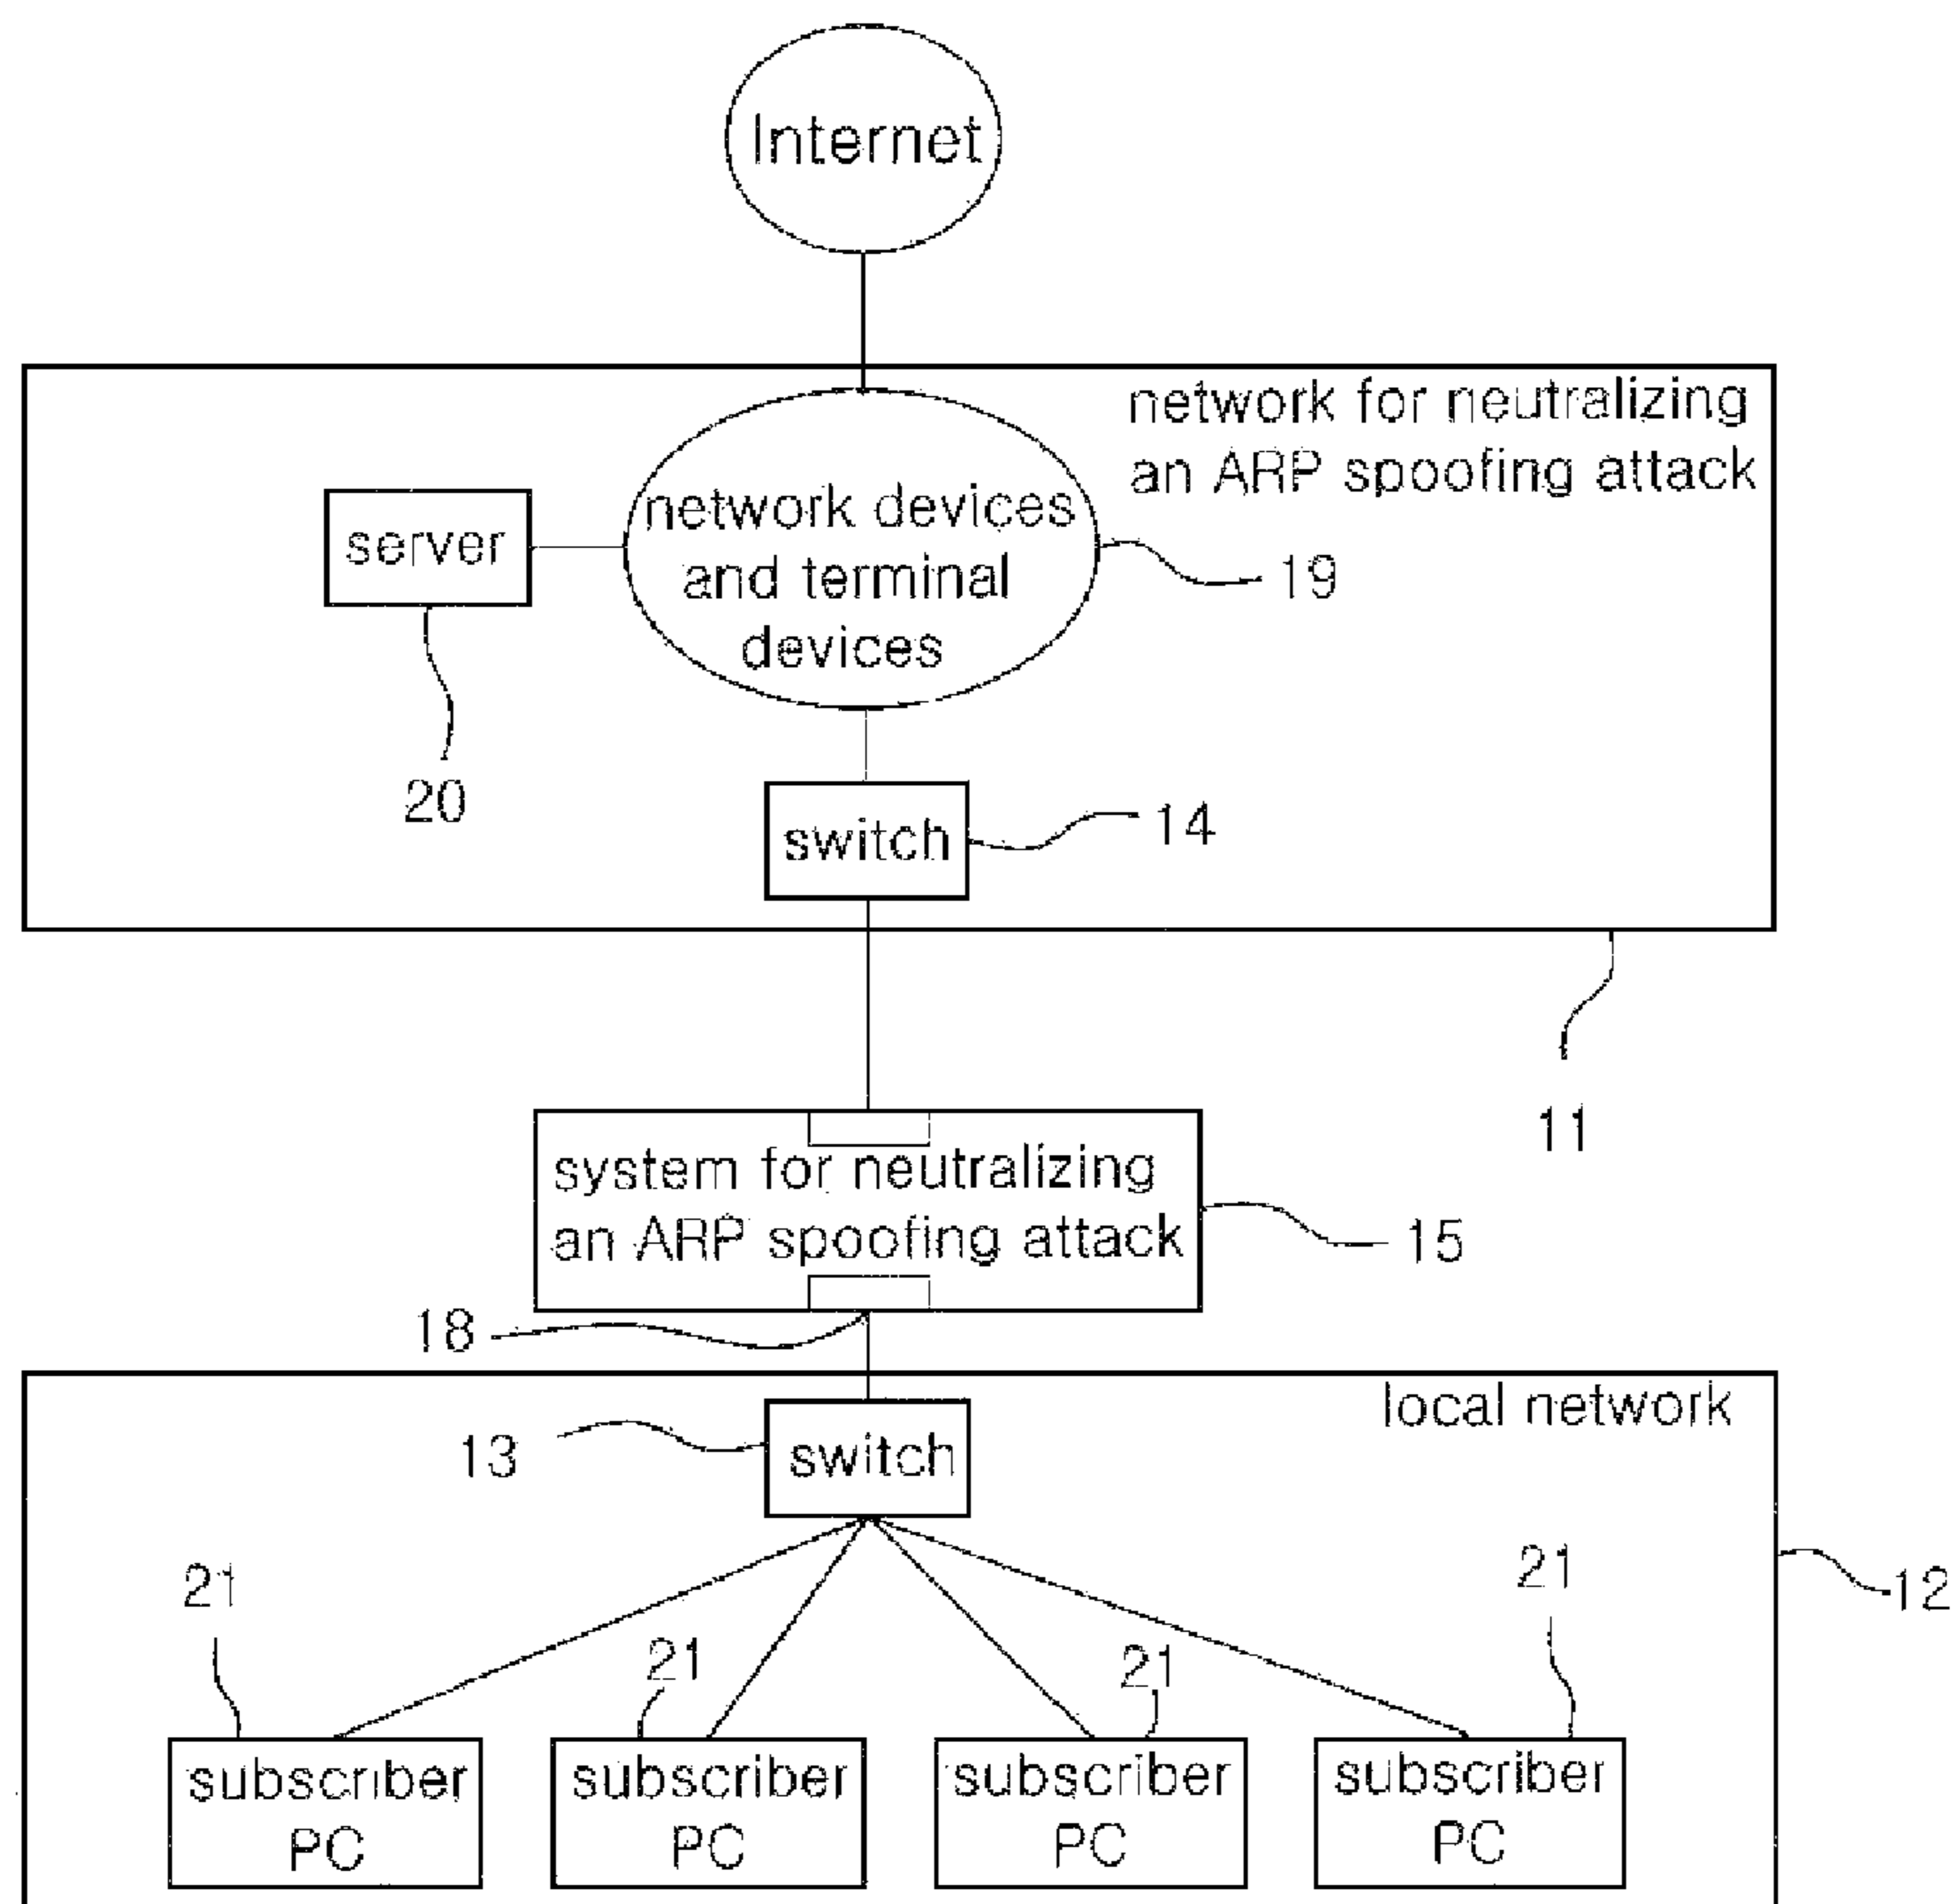 Internet
network for neutralizing
an ARP spoofing attack
network devices
and terminal
devices
server
19
20
switch
14
11
system for neutralizing
an ARP spoofing attack
15
18
local network
13
switch
21
21
21
21
12
subscriber
PC
subscriber
PC
subscriber
PC
subscriber
PC